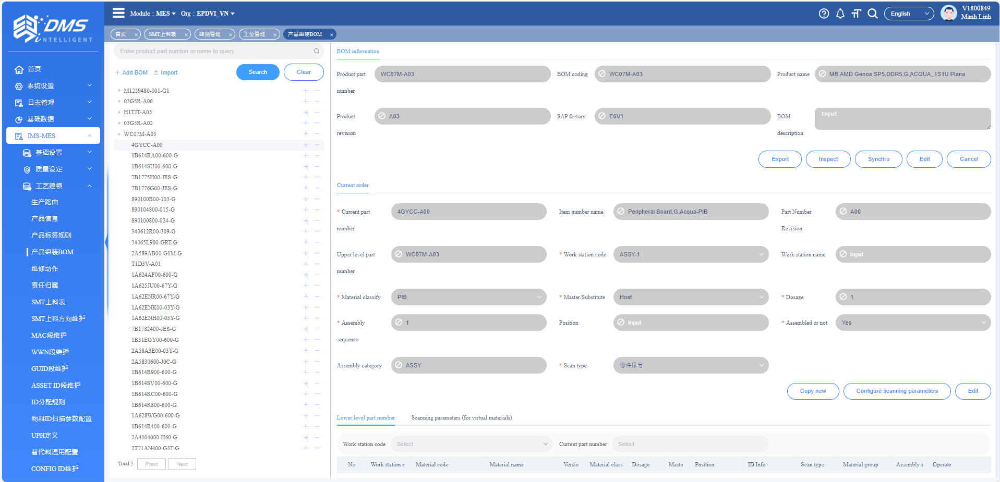 DMS
INTELLIGENT
Module : MES Org : EPDVI_VN
English
V1800849
Manh Linh
首页 ×
SMT上料表 ×
线别管理 ×
工位管理 ×
产品组装BOM ×
首页
系统设置
日志管理
基础数据
IMS-MES
基础设置
质量设定
工艺建模
生产路由
产品信息
产品标签规则
产品组装BOM
维修动作
责任归属
SMT上料表
SMT上料方向维护
MAC段维护
WWN段维护
GUID段维护
ASSET ID段维护
ID分配规则
物料ID扫描参数配置
UPH定义
替代料混用配置
CONFIG ID维护
Enter product part number or name to query
Add BOM Import Search Clear
M1259480-001-G1
03G5R-A06
H1TJT-A05
03G5R-A02
WC07M-A03
4GYCC-A00
1B614RA00-600-G
1B614SU00-600-G
7B1775H00-JES-G
7B1776G00-JES-G
890100B00-103-G
890104800-015-G
890100800-024-G
340612R00-309-G
34065L900-GRT-G
2A589AB00-G1M-G
T1D3V-A01
1A624AF00-600-G
1A625JU00-67Y-G
1A62ENR00-67Y-G
1A62ENK00-03Y-G
1A62ENH00-03Y-G
7B1782400-JES-G
1B31EGY00-600-G
2A58A3E00-03Y-G
2A5830600-J0C-G
1B614R900-600-G
1B614SV00-600-G
1B614RC00-600-G
1B614R800-600-G
1A628WG00-600-G
1B614R400-600-G
2A4104000-H60-G
2T71AN400-G3T-G
Total 5 Prevt Next
BOM information
Product part number WC07M-A03 BOM coding WC07M-A03 Product name MB,AMD Genoa SP5,DDR5,G,ACQUA_1S1U Plana
Product revision A03 SAP factory E6V1 BOM description Input
Export Inspect Synchro Edit Cancel
Current order
* Current part number 4GYCC-A00 Item number name Peripheral Board,G,Acqua-PIB Part Number Revision A00
Upper level part number WC07M-A03 * Work station code ASSY-1 Work station name Input
* Material classify PIB * Master/Substitute Host * Dosage 1
* Assembly sequence 1 Position Input * Assembled or not Yes
Assembly category ASSY * Scan type 零件序号
Copy new Configure scanning parameters Edit
Lower level part number Scanning parameters (for virtual materials)
Work station code Select Current part number Select
No Work station c Material code Material name Versio Material class Dosage Maste Position ID Info Scan type Material group Assembly s Operate